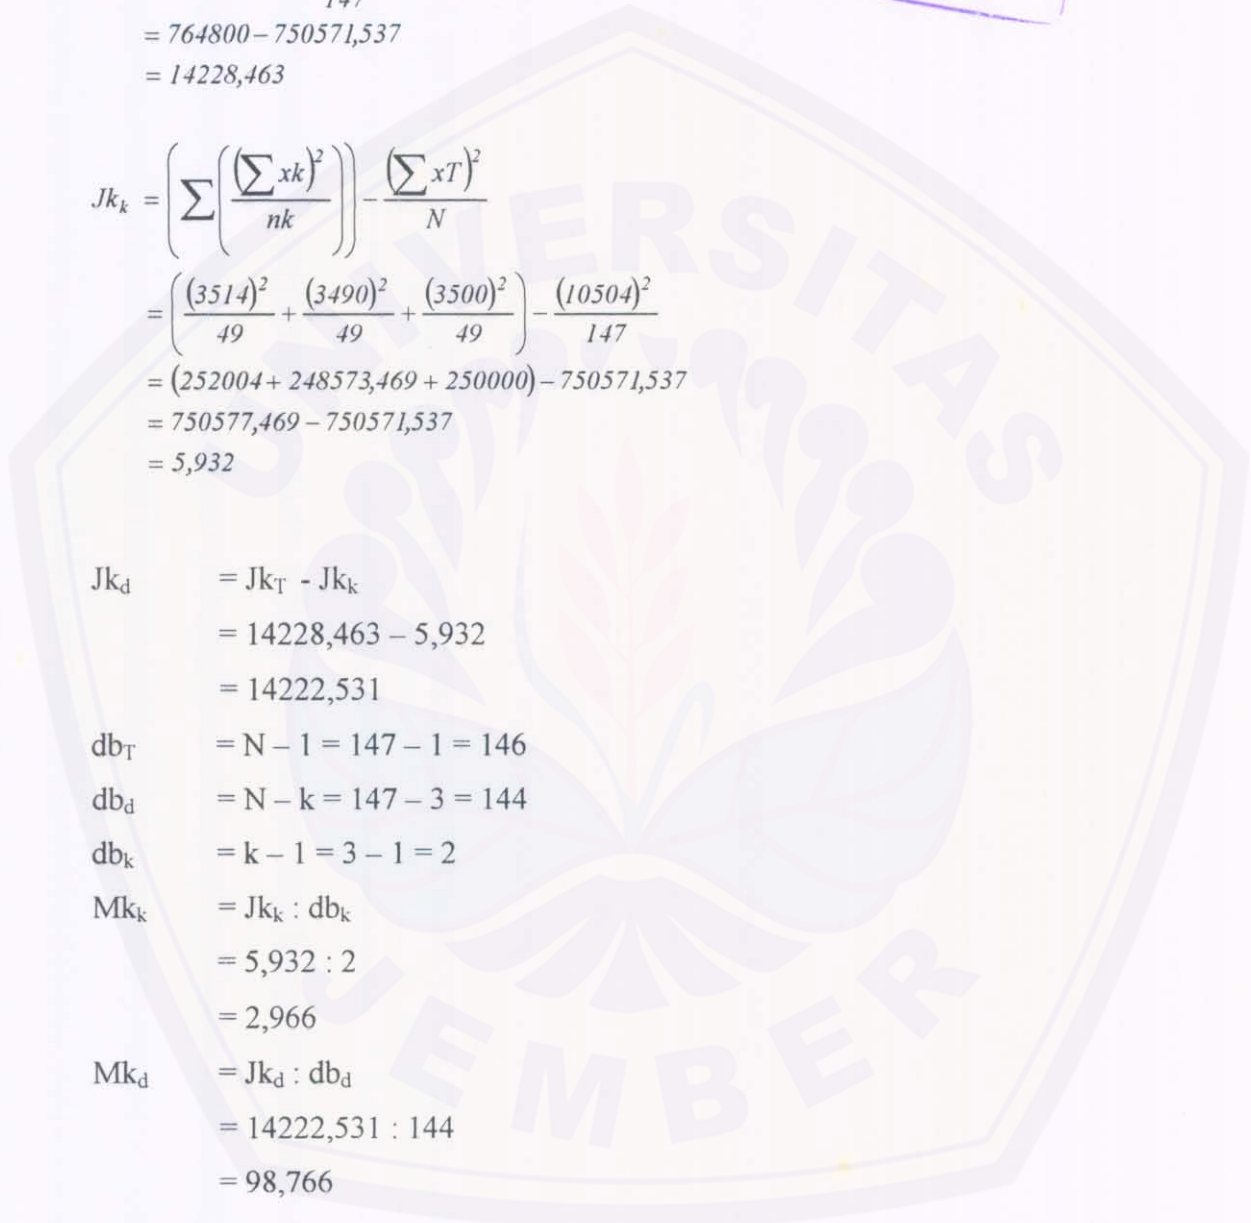 147
= 764800 – 750571,537
= 14228,463
Jk_k = (∑((∑xk)²/nk)) - (∑xT)²/N
= ((3514)²/49 + (3490)²/49 + (3500)²/49) - (10504)²/147
= (252004 + 248573,469 + 250000) – 750571,537
= 750577,469 – 750571,537
= 5,932
Jk_d = Jk_T - Jk_k
= 14228,463 – 5,932
= 14222,531
db_T = N – 1 = 147 – 1 = 146
db_d = N – k = 147 – 3 = 144
db_k = k – 1 = 3 – 1 = 2
Mk_k = Jk_k : db_k
= 5,932 : 2
= 2,966
Mk_d = Jk_d : db_d
= 14222,531 : 144
= 98,766
UNIVERSITAS
JEMBER